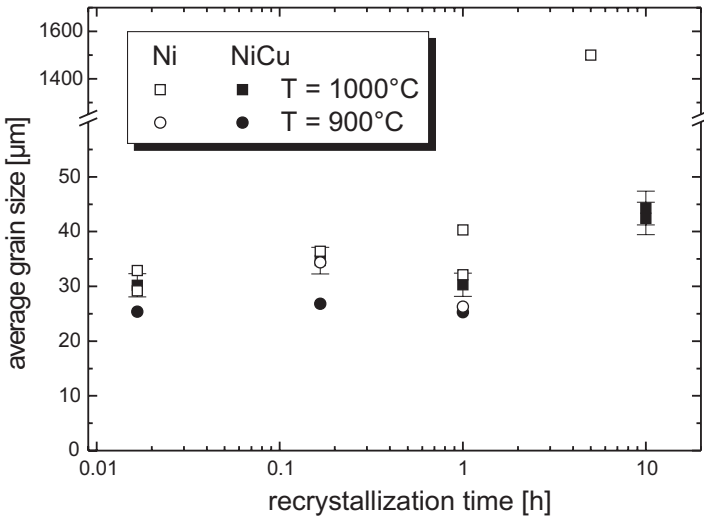 1600
1400
50
40
30
20
10
0
average grain size [µm]
Ni NiCu
T = 1000°C
T = 900°C
0.01 0.1 1 10
recrystallization time [h]